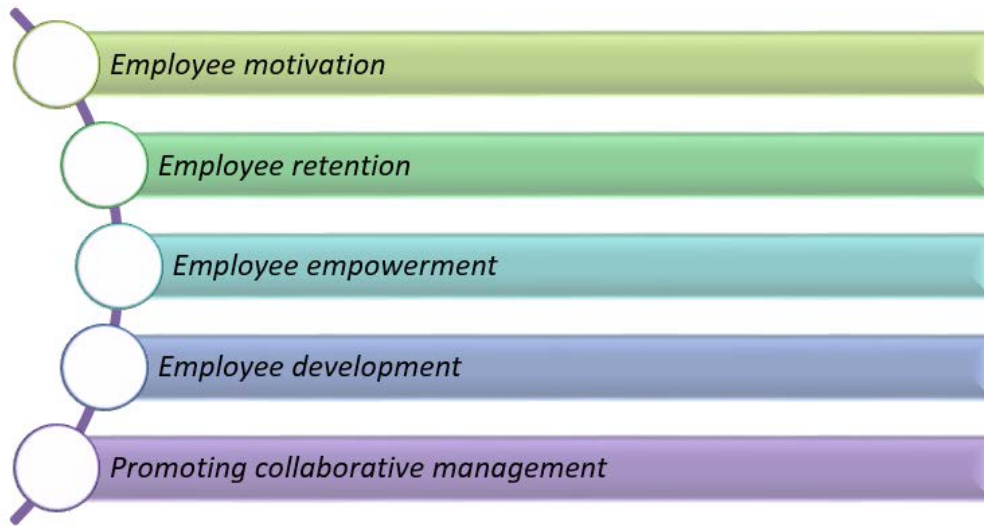 Employee motivation
Employee retention
Employee empowerment
Employee development
Promoting collaborative management